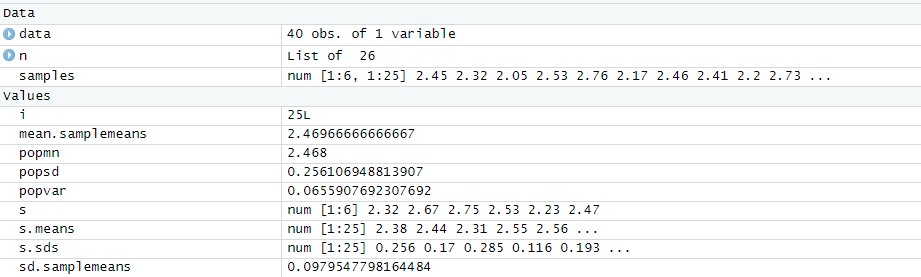 Data
data 40 obs. of 1 variable
n List of 26
samples num [1:6, 1:25] 2.45 2.32 2.05 2.53 2.76 2.17 2.46 2.41 2.2 2.73 ...
Values
i 25L
mean.samplemeans 2.46966666666667
popmn 2.468
popsd 0.256106948813907
popvar 0.0655907692307692
s num [1:6] 2.32 2.67 2.75 2.53 2.23 2.47
s.means num [1:25] 2.38 2.44 2.31 2.55 2.56 ...
s.sds num [1:25] 0.256 0.17 0.285 0.116 0.193 ...
sd.samplemeans 0.0979547798164484